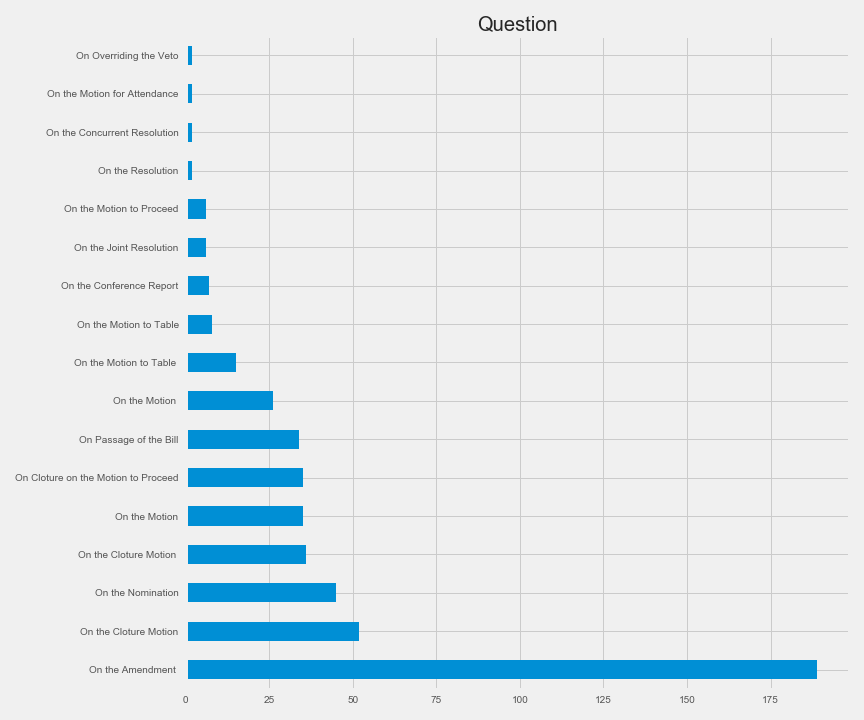 Question
On Overriding the Veto
On the Motion for Attendance
On the Concurrent Resolution
On the Resolution
On the Motion to Proceed
On the Joint Resolution
On the Conference Report
On the Motion to Table
On the Motion to Table
On the Motion
On Passage of the Bill
On Cloture on the Motion to Proceed
On the Motion
On the Cloture Motion
On the Nomination
On the Cloture Motion
On the Amendment
0 25 50 75 100 125 150 175